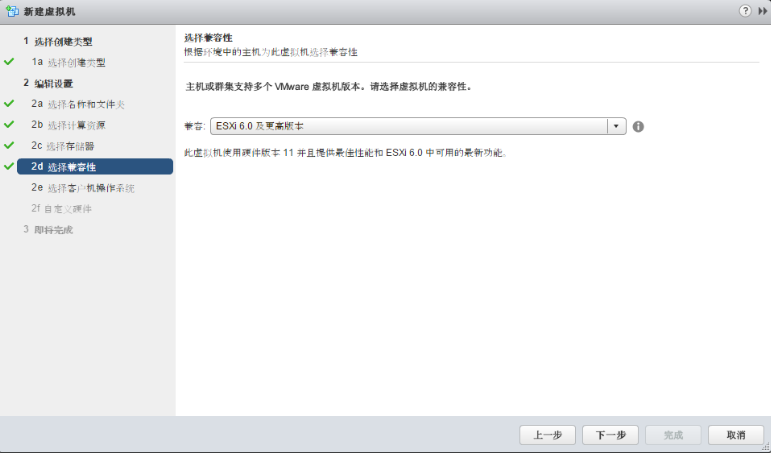 新建虚拟机
?
1 选择创建类型
1a 选择创建类型
2 编辑设置
2a 选择名称和文件夹
2b 选择计算资源
2c 选择存储器
2d 选择兼容性
2e 选择客户机操作系统
2f 自定义硬件
3 即将完成
选择兼容性
根据环境中的主机为此虚拟机选择兼容性
主机或群集支持多个 VMware 虚拟机版本。请选择虚拟机的兼容性。
兼容: ESXi 6.0 及更高版本
此虚拟机使用硬件版本 11 并且提供最佳性能和 ESXi 6.0 中可用的最新功能。
上一步 下一步 完成 取消